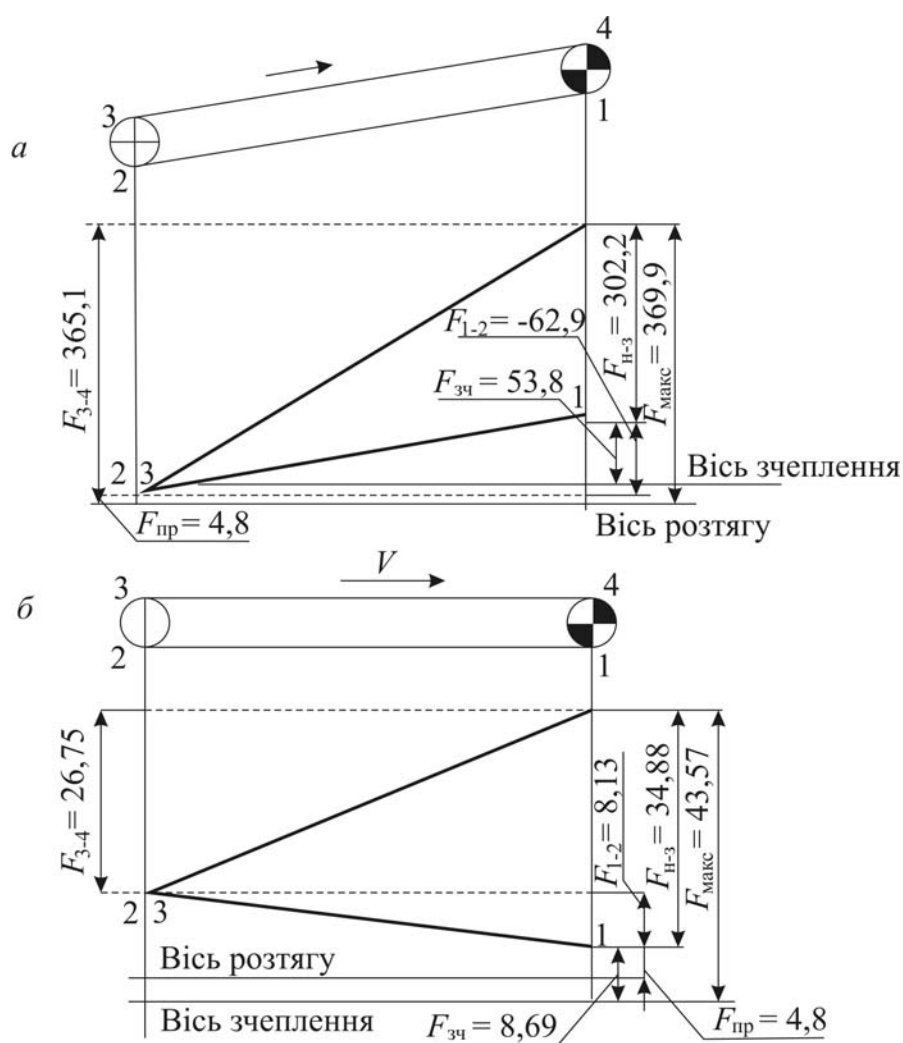 а
4
3
1
2
F3-4 = 365,1
F1-2 = -62,9
Fзч = 53,8
Fн-з = 302,2
Fмакс = 369,9
1
2 3
Вісь зчеплення
Fпр = 4,8
Вісь розтягу
б
V
3
4
2
1
F3-4 = 26,75
F1-2 = 8,13
Fн-з = 34,88
Fмакс = 43,57
2 3
1
Вісь розтягу
Вісь зчеплення
Fзч = 8,69
Fпр = 4,8